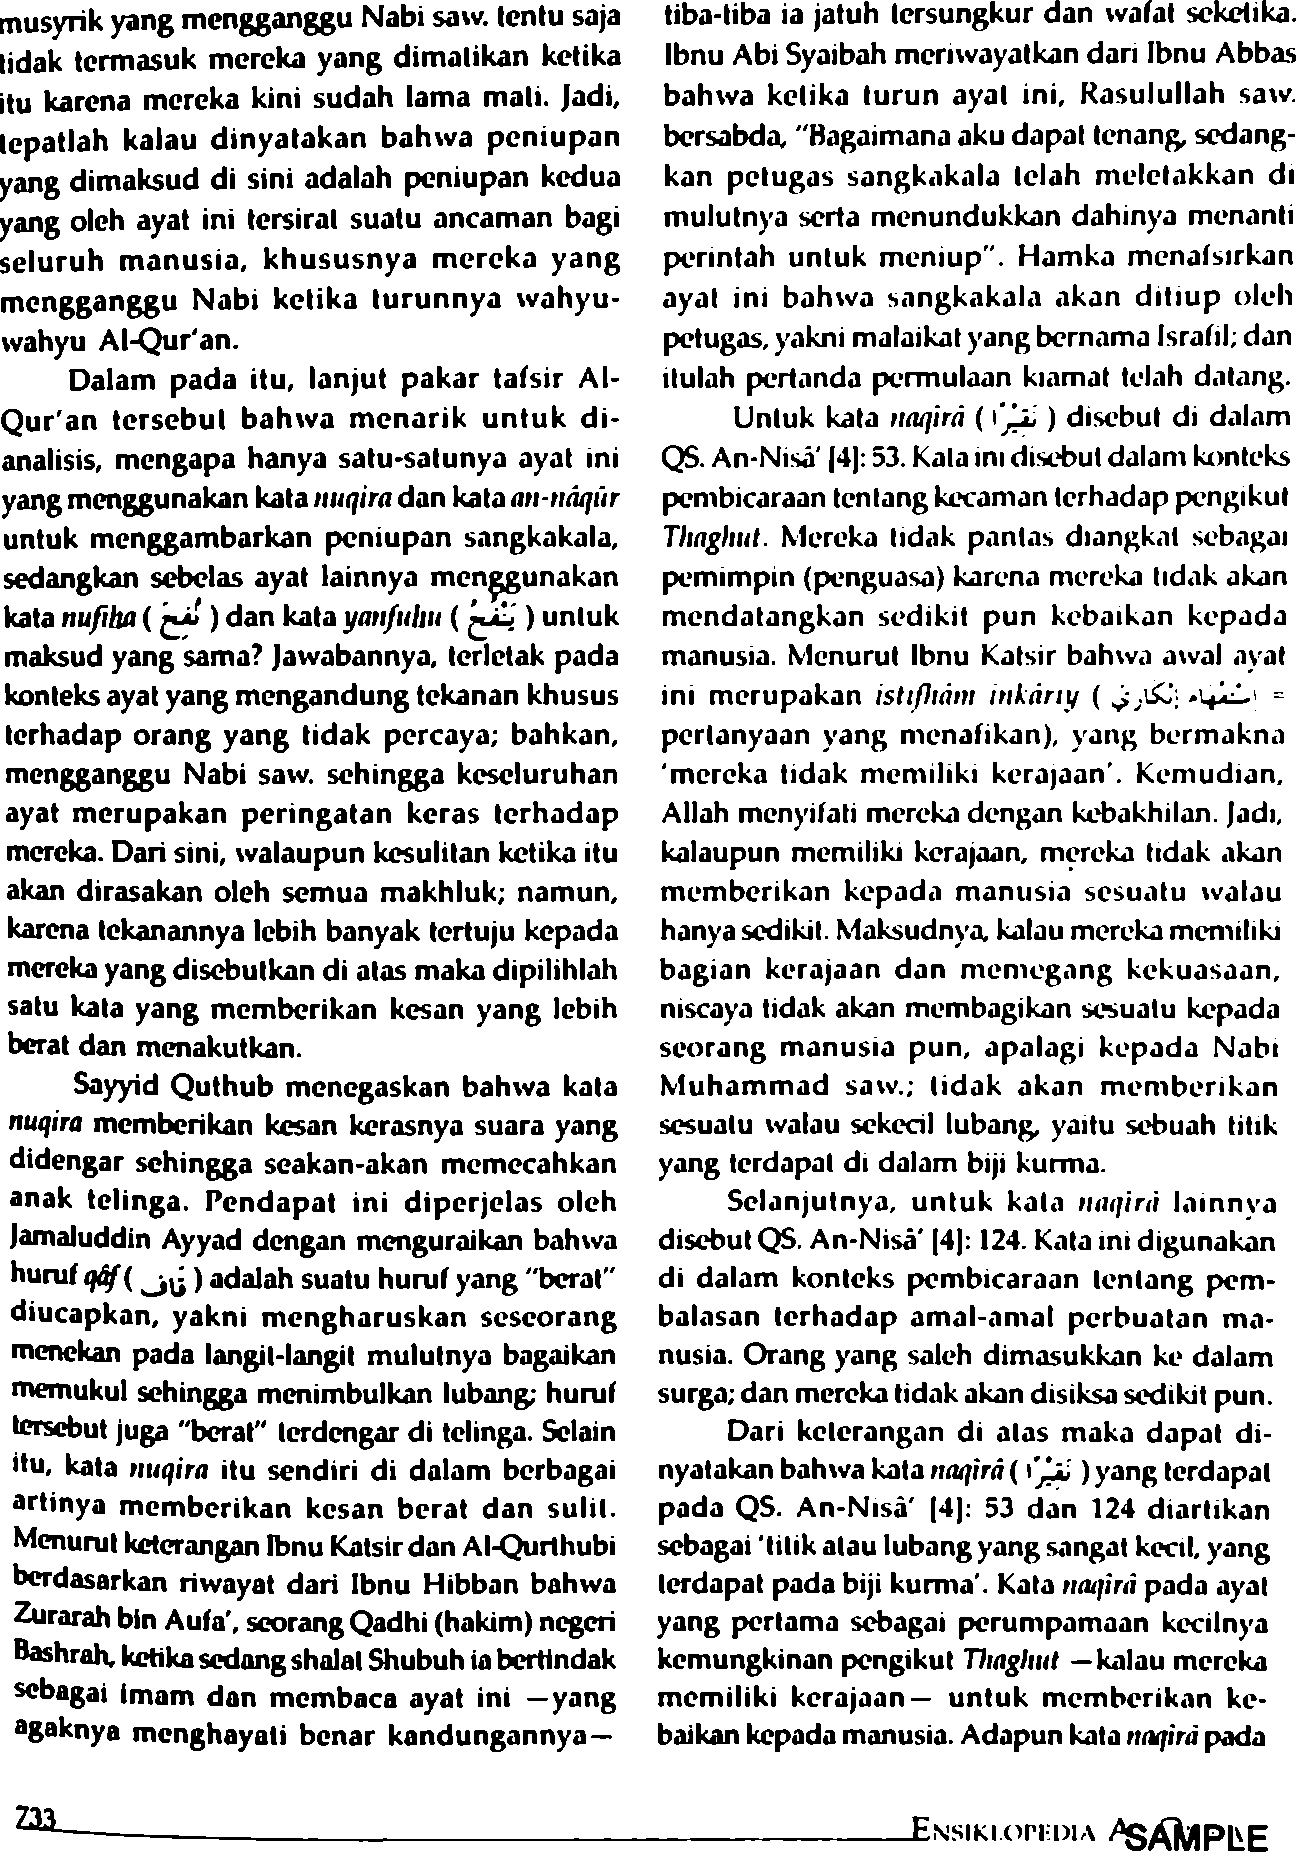 musyrik yang mengganggu Nabi saw. tentu saja
tidak termasuk mereka yang dimatikan ketika
itu karena mereka kini sudah lama mati. Jadi,
tepatlah kalau dinyatakan bahwa peniupan
yang dimaksud di sini adalah peniupan kedua
yang oleh ayat ini tersirat suatu ancaman bagi
seluruh manusia, khususnya mereka yang
mengganggu Nabi ketika turunnya wahyu-
wahyu Al-Qur'an.
Dalam pada itu, lanjut pakar tafsir Al-
Qur'an tersebut bahwa menarik untuk di-
analisis, mengapa hanya satu-satunya ayat ini
yang menggunakan kata nuqira dan kata an-nâqûr
untuk menggambarkan peniupan sangkakala,
sedangkan sebelas ayat lainnya menggunakan
kata nufiha ( نُفِخَ ) dan kata yanfuhu ( يَنْفُخُ ) untuk
maksud yang sama? Jawabannya, terletak pada
konteks ayat yang mengandung tekanan khusus
terhadap orang yang tidak percaya; bahkan,
mengganggu Nabi saw. sehingga keseluruhan
ayat merupakan peringatan keras terhadap
mereka. Dari sini, walaupun kesulitan ketika itu
akan dirasakan oleh semua makhluk; namun,
karena tekanannya lebih banyak tertuju kepada
mereka yang disebutkan di atas maka dipilihlah
satu kata yang memberikan kesan yang lebih
berat dan menakutkan.
Sayyid Quthub menegaskan bahwa kata
nuqira memberikan kesan kerasnya suara yang
didengar sehingga seakan-akan memecahkan
anak telinga. Pendapat ini diperjelas oleh
Jamaluddin Ayyad dengan menguraikan bahwa
huruf qâf ( قَاف ) adalah suatu huruf yang "berat"
diucapkan, yakni mengharuskan seseorang
menekan pada langit-langit mulutnya bagaikan
memukul sehingga menimbulkan lubang; huruf
tersebut juga "berat" terdengar di telinga. Selain
itu, kata nuqira itu sendiri di dalam berbagai
artinya memberikan kesan berat dan sulit.
Menurut keterangan Ibnu Katsir dan Al-Qurthubi
berdasarkan riwayat dari Ibnu Hibban bahwa
Zurarah bin Aufa', seorang Qadhi (hakim) negeri
Bashrah, ketika sedang shalat Shubuh ia bertindak
sebagai imam dan membaca ayat ini —yang
agaknya menghayati benar kandungannya—
tiba-tiba ia jatuh tersungkur dan wafat seketika.
Ibnu Abi Syaibah meriwayatkan dari Ibnu Abbas
bahwa ketika turun ayat ini, Rasulullah saw.
bersabda, "Bagaimana aku dapat tenang, sedang-
kan petugas sangkakala telah meletakkan di
mulutnya serta menundukkan dahinya menanti
perintah untuk meniup". Hamka menafsirkan
ayat ini bahwa sangkakala akan ditiup oleh
petugas, yakni malaikat yang bernama Israfil; dan
itulah pertanda permulaan kiamat telah datang.
Untuk kata naqirâ ( نَقِيْرًا ) disebut di dalam
QS. An-Nisâ' [4]: 53. Kata ini disebut dalam konteks
pembicaraan tentang kecaman terhadap pengikut
Thaghut. Mereka tidak pantas diangkat sebagai
pemimpin (penguasa) karena mereka tidak akan
mendatangkan sedikit pun kebaikan kepada
manusia. Menurut Ibnu Katsir bahwa awal ayat
ini merupakan istifhâm inkâriy ( اِسْتِفْهَام إِنْكَارِيّ =
pertanyaan yang menafikan), yang bermakna
'mereka tidak memiliki kerajaan'. Kemudian,
Allah menyifati mereka dengan kebakhilan. Jadi,
kalaupun memiliki kerajaan, mereka tidak akan
memberikan kepada manusia sesuatu walau
hanya sedikit. Maksudnya, kalau mereka memiliki
bagian kerajaan dan memegang kekuasaan,
niscaya tidak akan membagikan sesuatu kepada
seorang manusia pun, apalagi kepada Nabi
Muhammad saw.; tidak akan memberikan
sesuatu walau sekecil lubang, yaitu sebuah titik
yang terdapat di dalam biji kurma.
Selanjutnya, untuk kata naqirâ lainnya
disebut QS. An-Nisâ' [4]: 124. Kata ini digunakan
di dalam konteks pembicaraan tentang pem-
balasan terhadap amal-amal perbuatan ma-
nusia. Orang yang saleh dimasukkan ke dalam
surga; dan mereka tidak akan disiksa sedikit pun.
Dari keterangan di atas maka dapat di-
nyatakan bahwa kata naqirâ ( نَقِيْرًا ) yang terdapat
pada QS. An-Nisâ' [4]: 53 dan 124 diartikan
sebagai 'titik atau lubang yang sangat kecil, yang
terdapat pada biji kurma'. Kata naqirâ pada ayat
yang pertama sebagai perumpamaan kecilnya
kemungkinan pengikut Thaghut —kalau mereka
memiliki kerajaan— untuk memberikan ke-
baikan kepada manusia. Adapun kata naqirâ pada
733
ENSIKLOPEDIA
SAMPLE